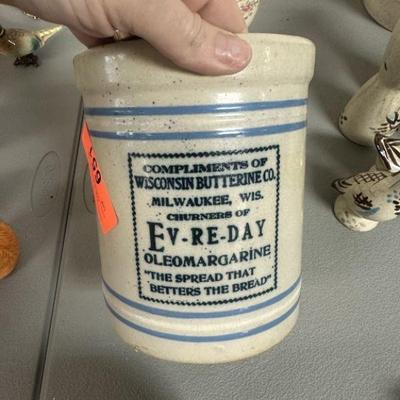 COMPLIMENTS OF
WISCONSIN BUTTERINE CO.
MILWAUKEE, WIS.
CHURNERS OF
EV-RE-DAY
OLEOMARGARINE
"THE SPREAD THAT
BETTERS THE BREAD"